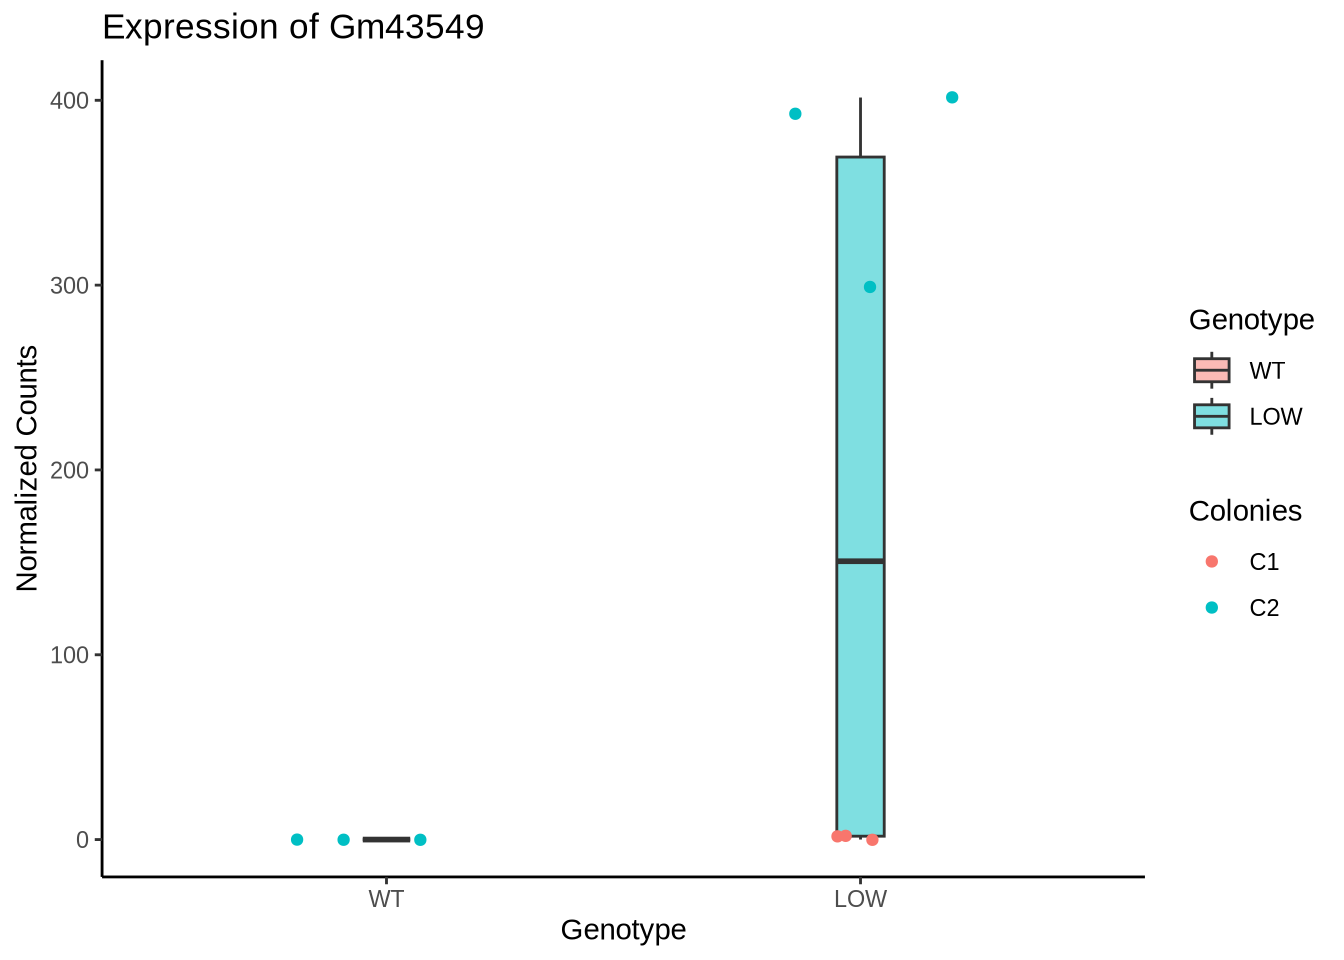 Expression of Gm43549
400
300
200
100
0
Normalized Counts
WT
LOW
Genotype
Genotype
WT
LOW
Colonies
C1
C2